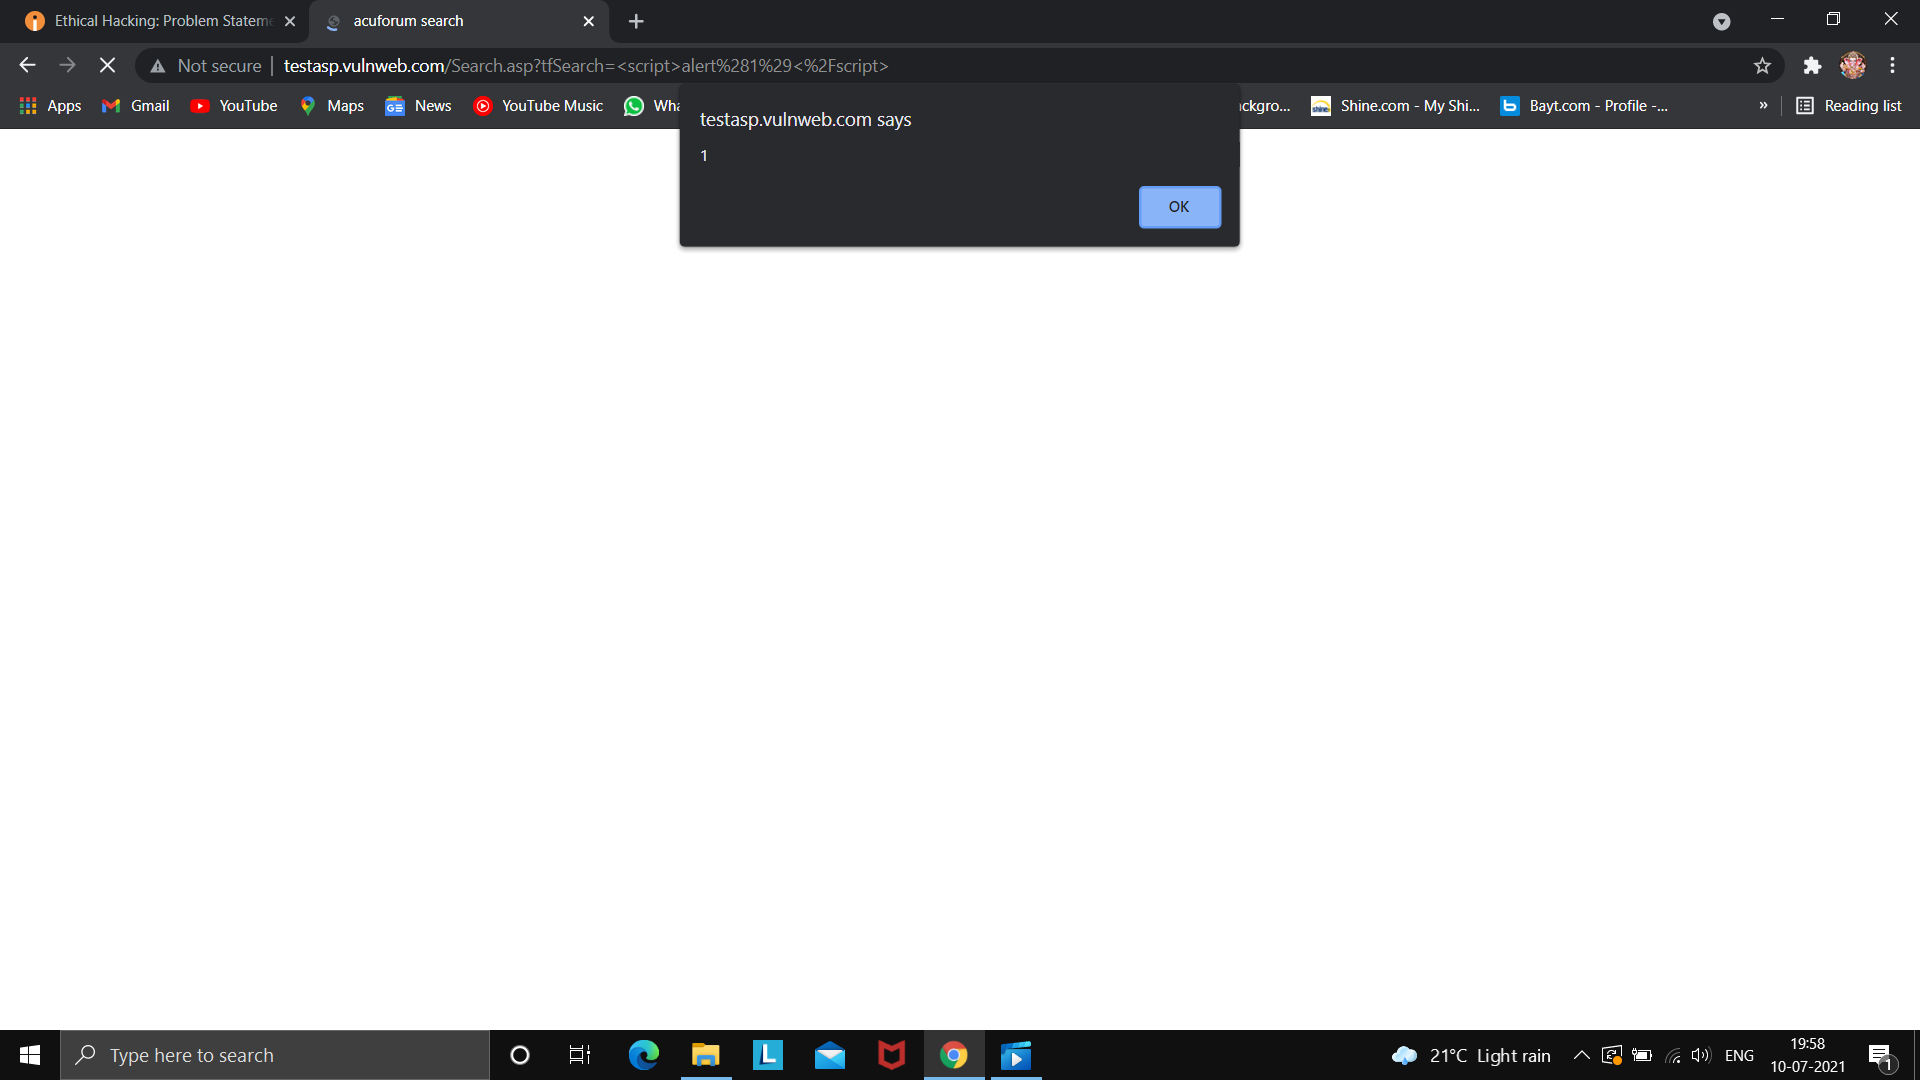 Ethical Hacking: Problem Stateme
acuforum search
Not secure
testasp.vulnweb.com/Search.asp?tfSearch=<script>alert%281%29<%2Fscript>
Apps
Gmail
YouTube
Maps
News
YouTube Music
Wha
ckgro...
Shine.com - My Shi...
Bayt.com - Profile -...
»
Reading list
testasp.vulnweb.com says
1
OK
Type here to search
21°C Light rain
ENG
19:58
10-07-2021
1